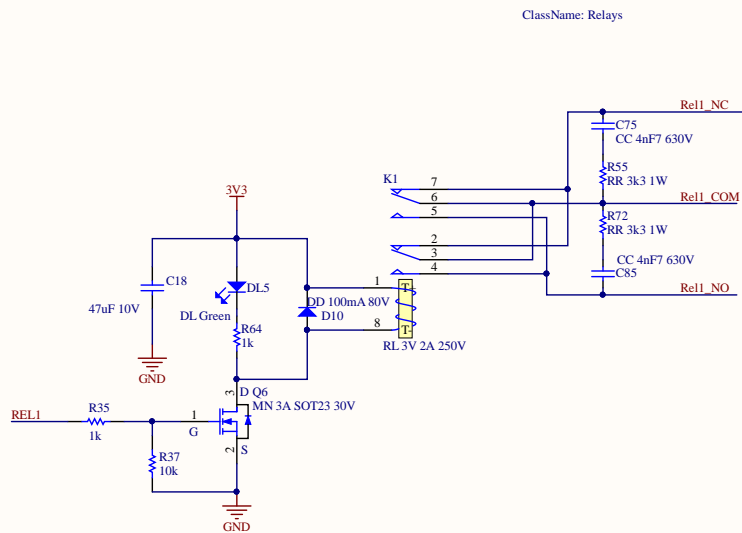 ClassName: Relays
Rel1_NC
C75
CC 4nF7 630V
R55
RR 3k3 1W
Rel1_COM
R72
RR 3k3 1W
CC 4nF7 630V
C85
Rel1_NO
K1
7
6
5
2
3
4
1
8
T
T
RL 3V 2A 250V
3V3
C18
47uF 10V
GND
DL5
DL Green
DD 100mA 80V
D10
R64
1k
3
D
Q6
MN 3A SOT23 30V
REL1
R35
1k
1
G
2
S
R37
10k
GND